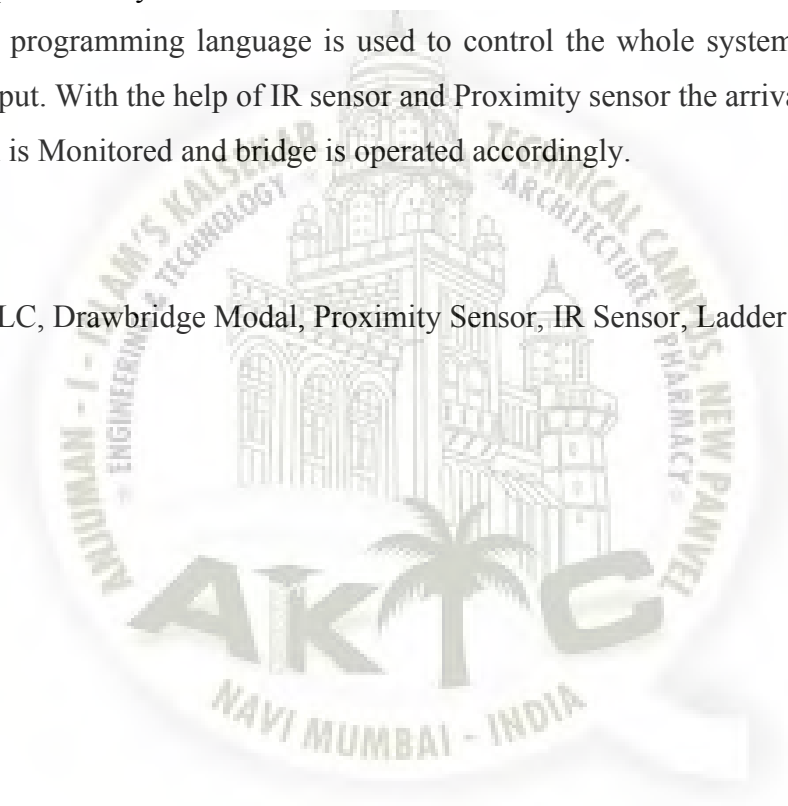 programming language is used to control the whole system
put. With the help of IR sensor and Proximity sensor the
is Monitored and bridge is operated accordingly.
LC, Drawbridge Modal, Proximity Sensor, IR Sensor, Ladder
ANJUMAN - I - ISLAM'S KALSEKAR TECHNICAL CAMPUS, NEW PANVEL
ENGINEERING & TECHNOLOGY ARCHITECTURE PHARMACY
AKTC
NAVI MUMBAI - INDIA